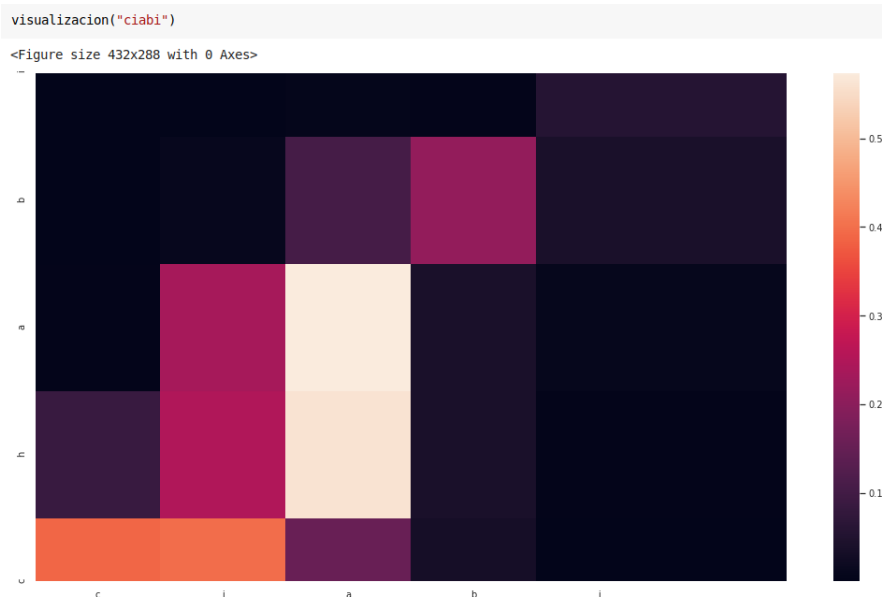 visualizacion("ciabi")
<Figure size 432x288 with 0 Axes>
0.5
b
0.4
a
0.3
0.2
h
0.1
c
c i a b i